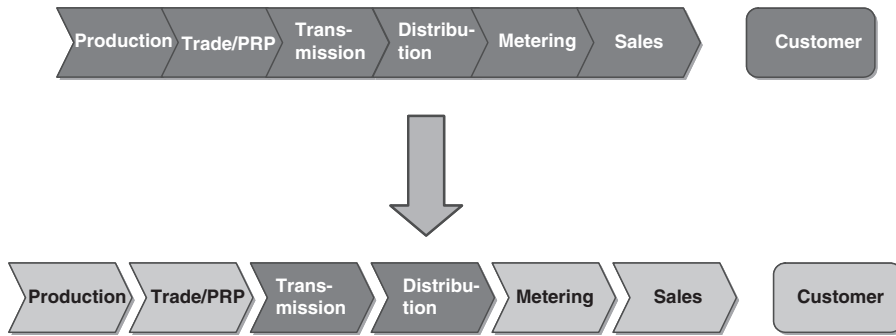 Production
Trade/PRP
Trans-
mission
Distribu-
tion
Metering
Sales
Customer
Production
Trade/PRP
Trans-
mission
Distribu-
tion
Metering
Sales
Customer